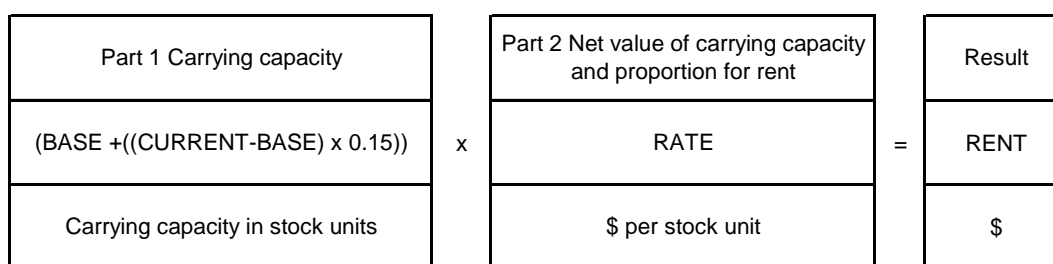 Part 1 Carrying capacity
Part 2 Net value of carrying capacity
and proportion for rent
Result
(BASE +((CURRENT-BASE) x 0.15))
x
RATE
=
RENT
Carrying capacity in stock units
$ per stock unit
$